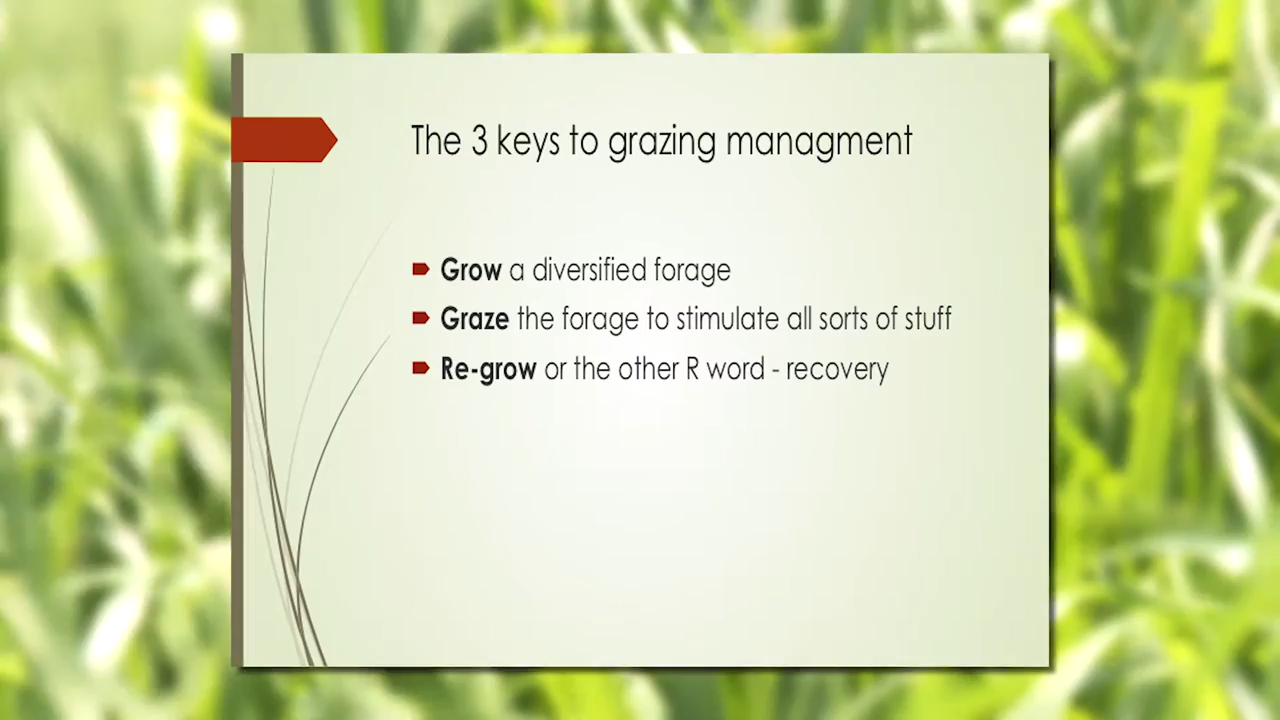 The 3 keys to grazing managment
Grow a diversified forage
Graze the forage to stimulate all sorts of stuff
Re-grow or the other R word - recovery